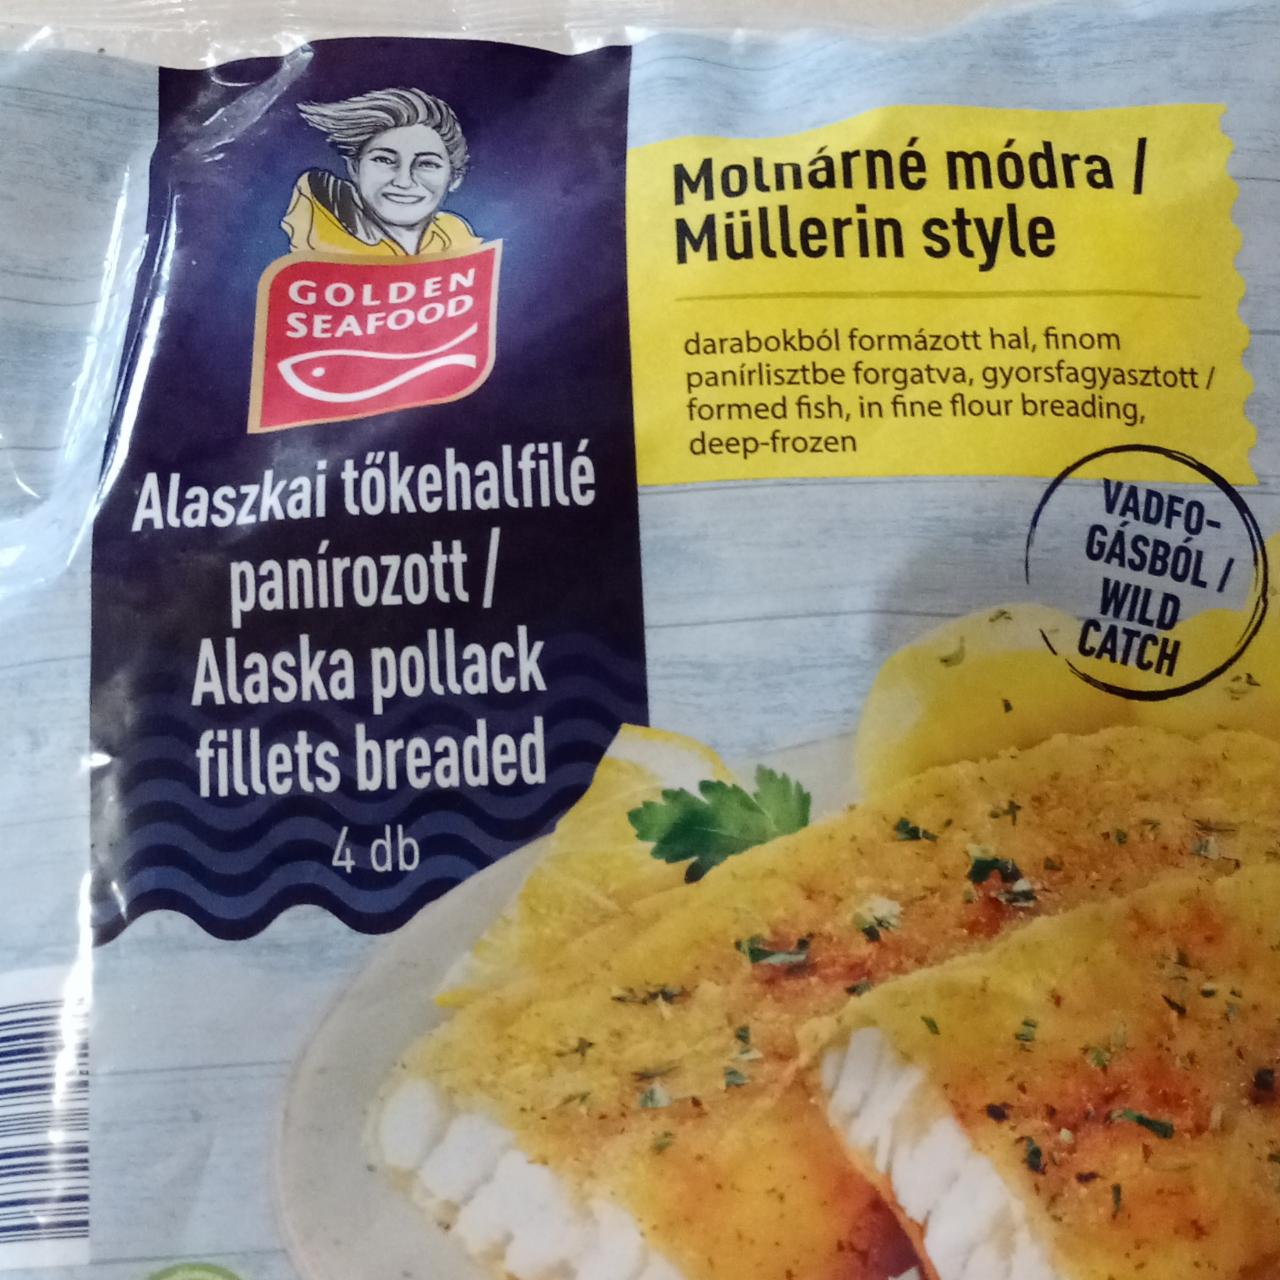 GOLDEN
SEAFOOD
Alaszkai tőkehalfilé
panírozott /
Alaska pollack
fillets breaded
4 db
Molnárné módra /
Müllerin style
darabokból formázott hal, finom
panírlisztbe forgatva, gyorsfagyasztott /
formed fish, in fine flour breading,
deep-frozen
VADFO-
GÁSBÓL /
WILD
CATCH